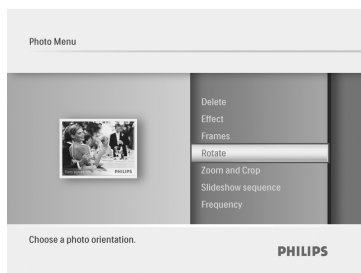 Photo Menu
Delete
Effect
Frames
Rotate
Zoom and Crop
Slideshow sequence
Frequency
PHILIPS
Choose a photo orientation.
PHILIPS